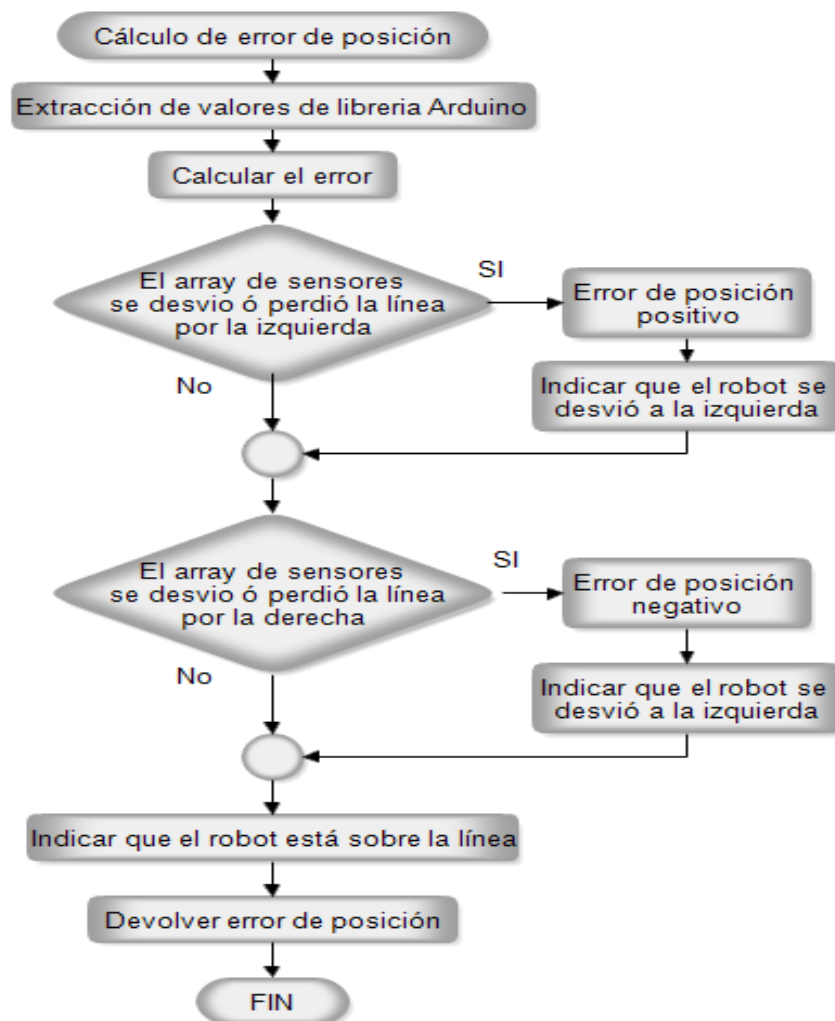 Cálculo de error de posición
Extracción de valores de libreria Arduino
Calcular el error
El array de sensores
se desvio ó perdió la línea
por la izquierda
SI
Error de posición
positivo
Indicar que el robot se
desvió a la izquierda
No
El array de sensores
se desvio ó perdió la línea
por la derecha
SI
Error de posición
negativo
Indicar que el robot se
desvió a la izquierda
No
Indicar que el robot está sobre la línea
Devolver error de posición
FIN